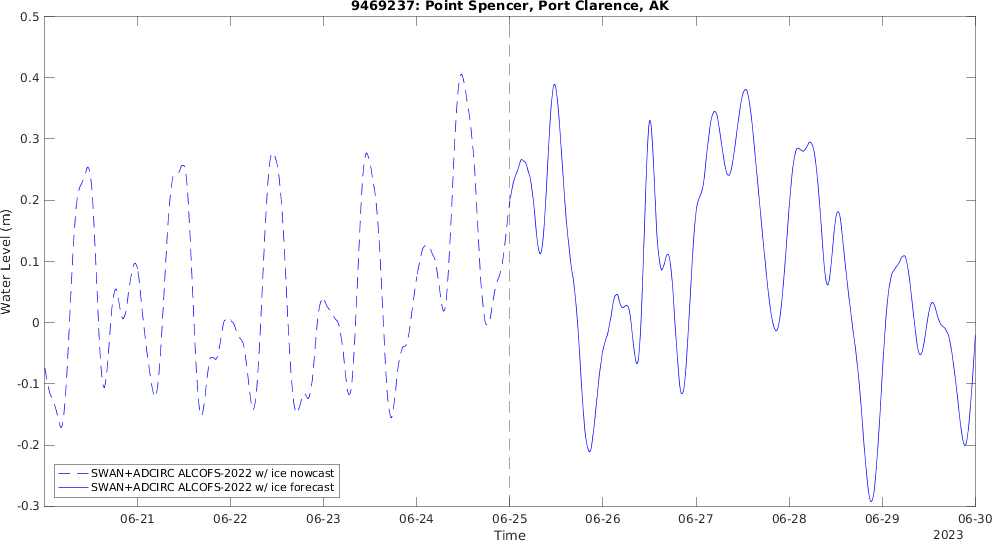 9469237: Point Spencer, Port Clarence, AK
0.5
0.4
0.3
0.2
0.1
0
-0.1
-0.2
-0.3
Water Level (m)
SWAN+ADCIRC ALCOFS-2022 w/ ice nowcast
SWAN+ADCIRC ALCOFS-2022 w/ ice forecast
06-21 06-22 06-23 06-24 06-25 06-26 06-27 06-28 06-29 06-30
Time
2023